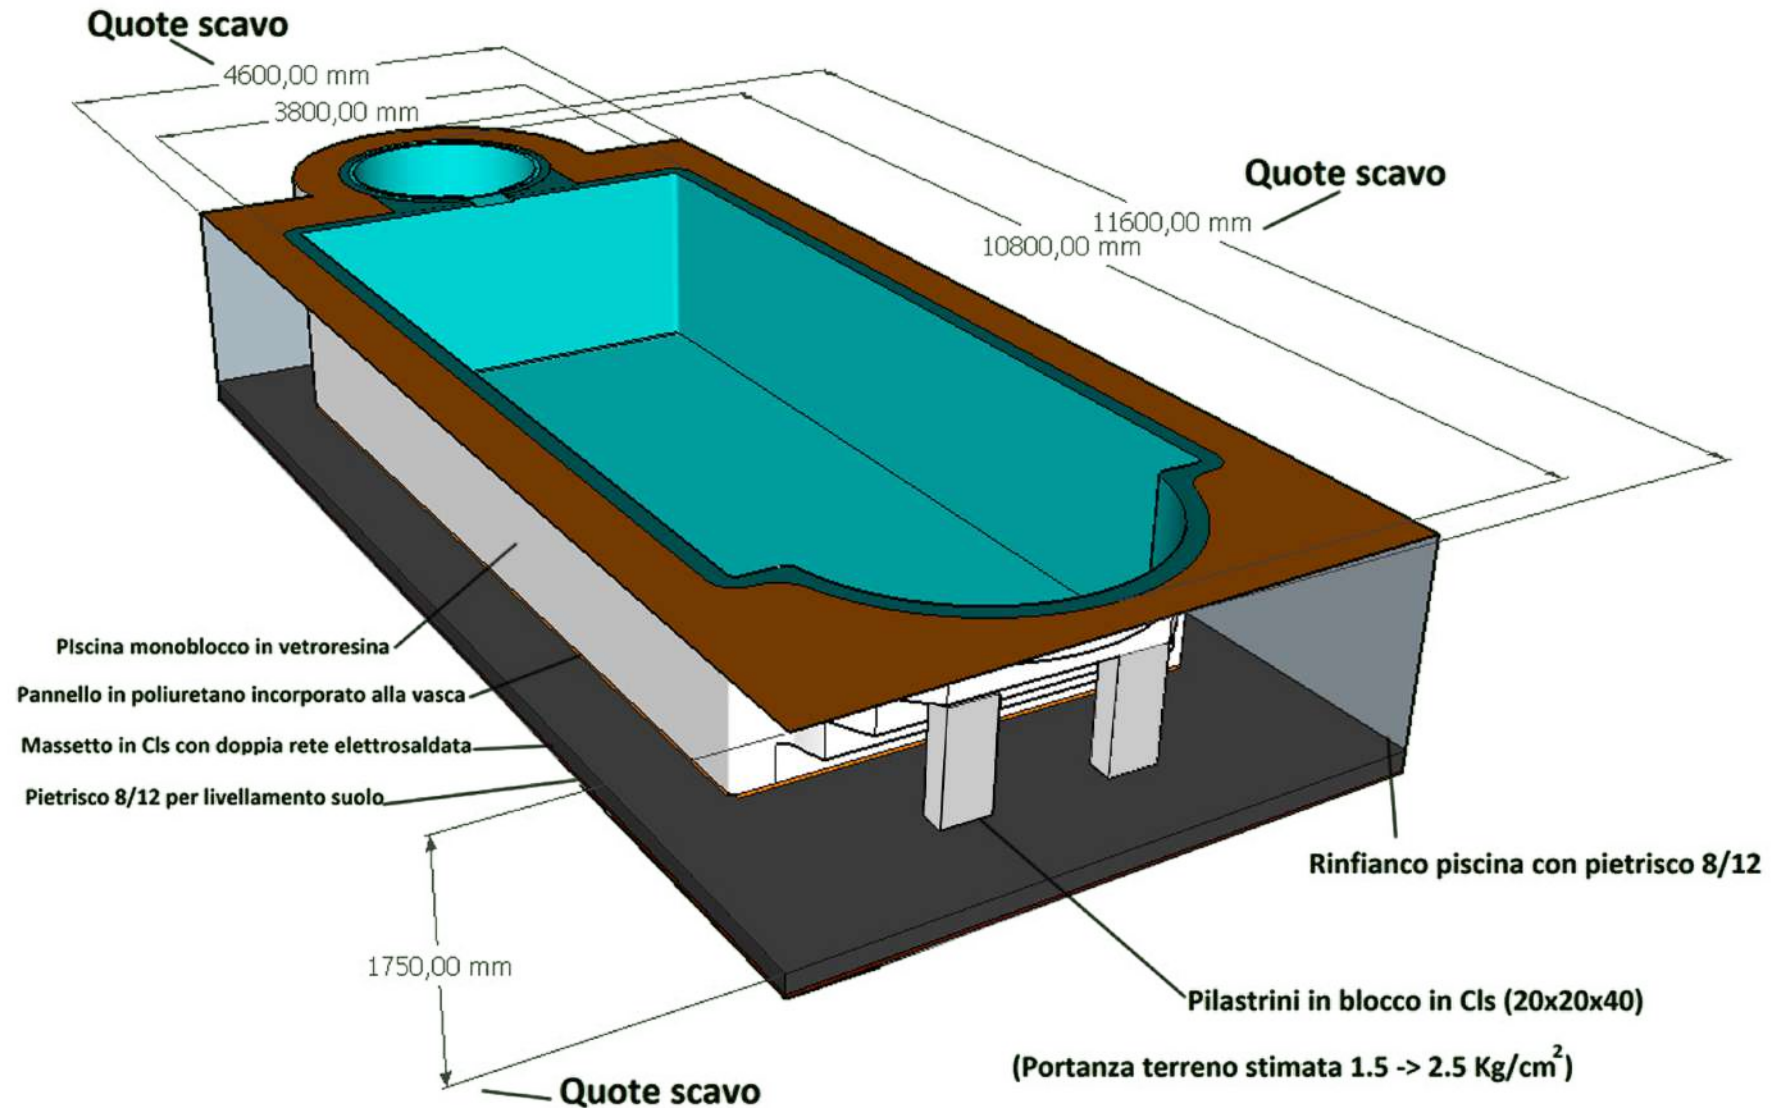 Quote scavo
4600,00 mm
3800,00 mm
Quote scavo
11600,00 mm
10800,00 mm
PIscina monoblocco in vetroresina
Pannello in poliuretano incorporato alla vasca
Massetto in Cls con doppia rete elettrosaldata
Pietrisco 8/12 per livellamento suolo
Rinfianco piscina con pietrisco 8/12
1750,00 mm
Pilastrini in blocco in Cls (20x20x40)
(Portanza terreno stimata 1.5 -> 2.5 Kg/cm²)
Quote scavo